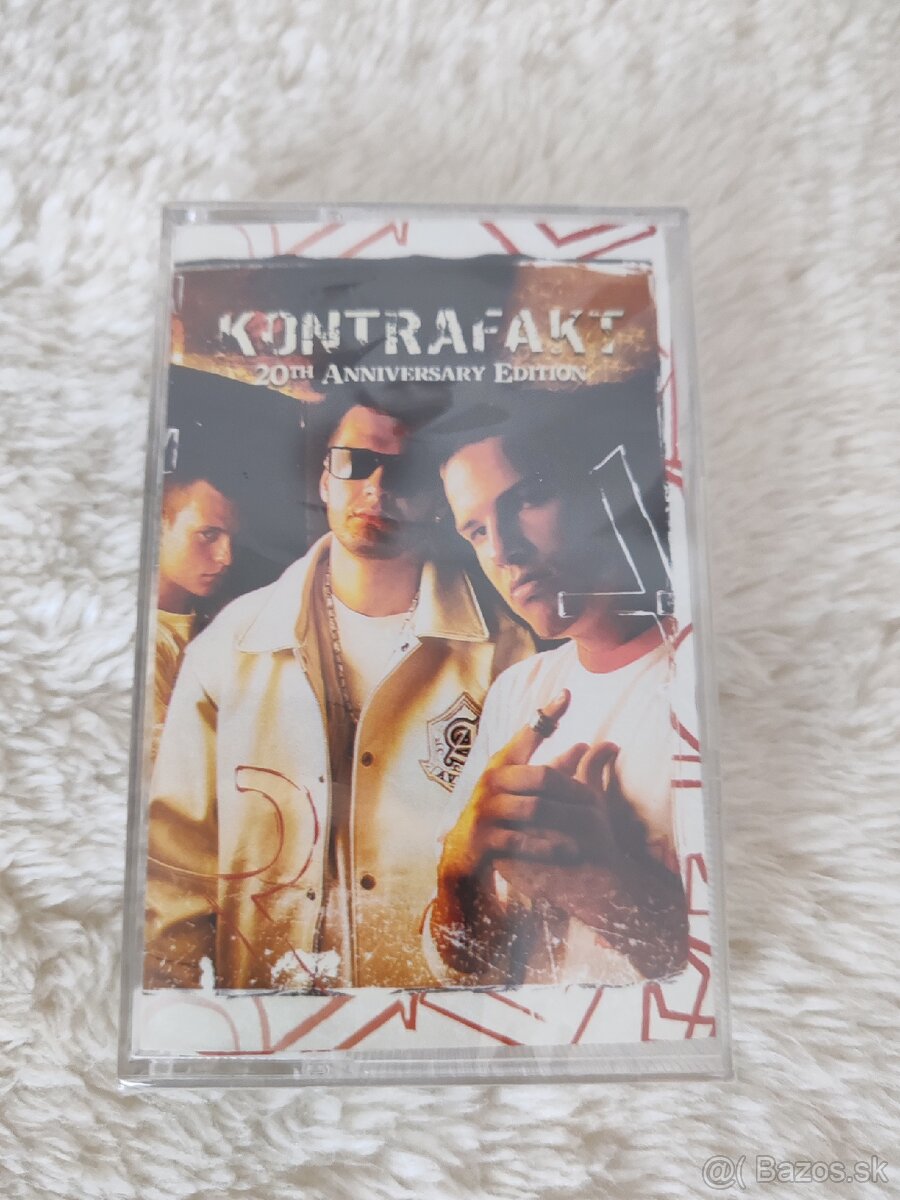 KONTRAFAKT
20TH ANNIVERSARY EDITION
@( Bazos.sk